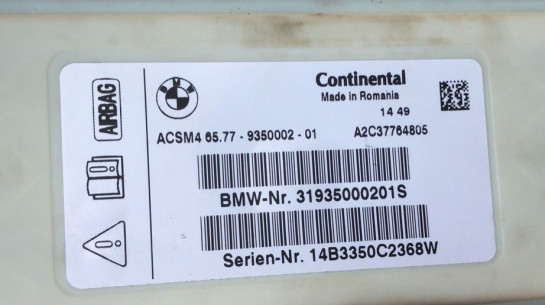 AIRBAG
BMW
Continental
Made in Romania
14 49
ACSM4 65.77 - 9350002 - 01 A2C37764805
BMW-Nr. 31935000201S
Serien-Nr. 14B3350C2368W